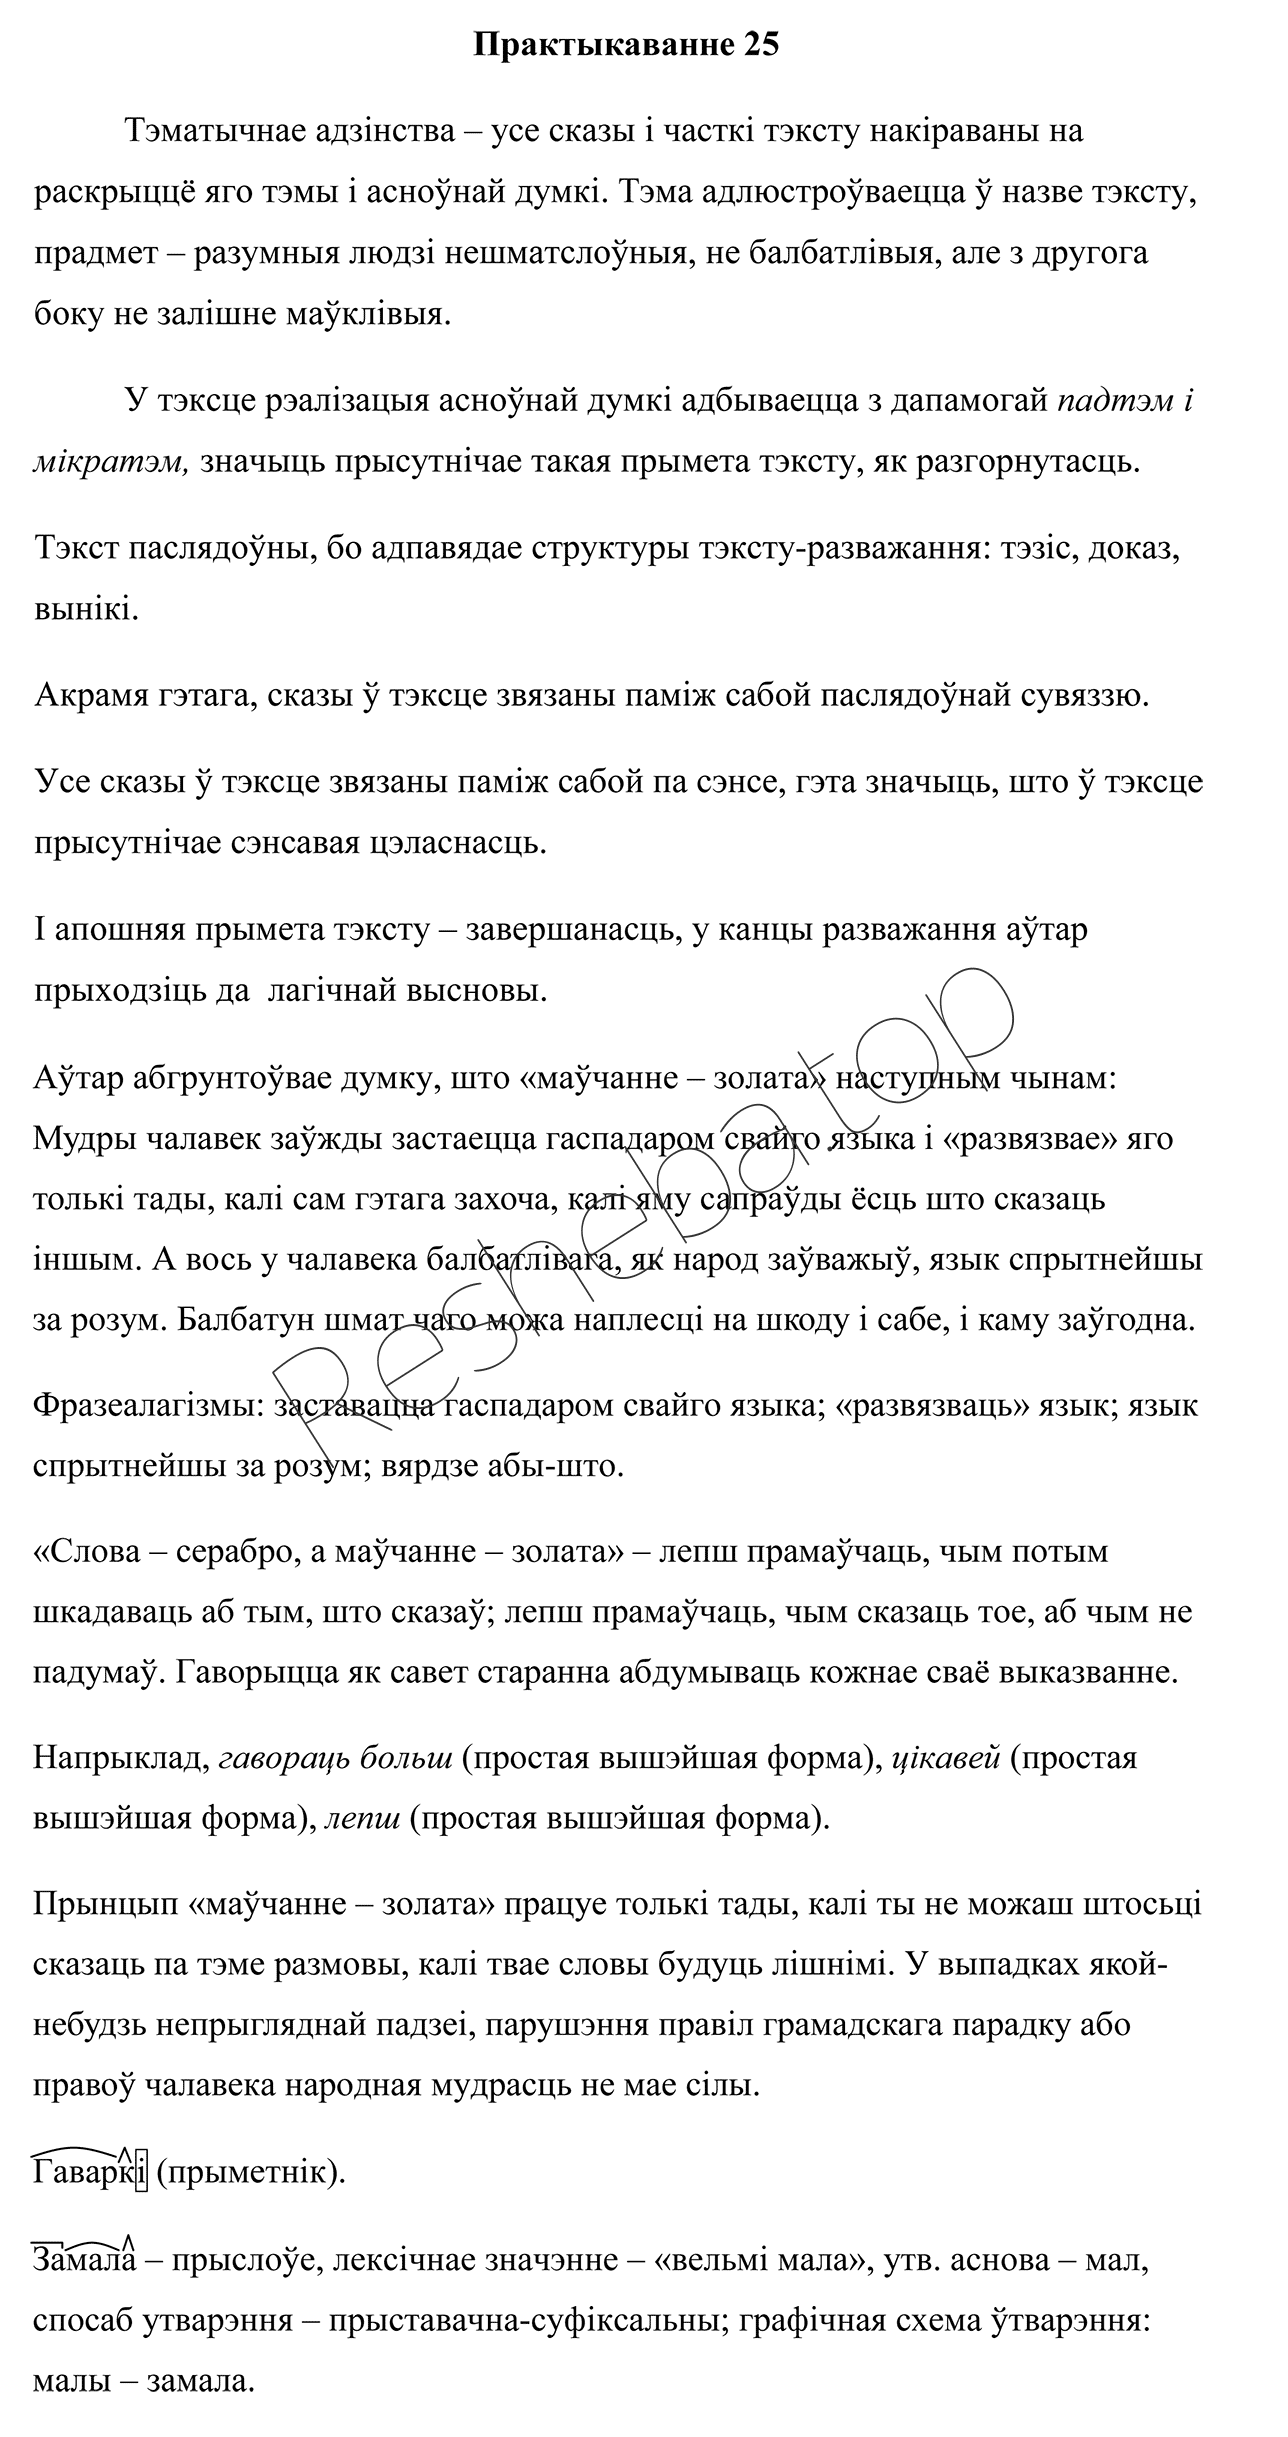 Практыкаванне 25
Тэматычнае адзінства – усе сказы і часткі тэксту накіраваны на
раскрыццё яго тэмы і асноўнай думкі. Тэма адлюстроўваецца ў назве тэксту,
прадмет – разумныя людзі нешматслоўныя, не балбатлівыя, але з другога
боку не залішне маўклівыя.
У тэксце рэалізацыя асноўнай думкі адбываецца з дапамогай падтэм і
мікратэм, значыць прысутнічае такая прымета тэксту, як разгорнутасць.
Тэкст паслядоўны, бо адпавядае структуры тэксту-разважання: тэзіс, доказ,
вынікі.
Акрамя гэтага, сказы ў тэксце звязаны паміж сабой паслядоўнай сувяззю.
Усе сказы ў тэксце звязаны паміж сабой па сэнсе, гэта значыць, што ў тэксце
прысутнічае сэнсавая цэласнасць.
І апошняя прымета тэксту – завершанасць, у канцы разважання аўтар
прыходзіць да  лагічнай высновы.
Аўтар абгрунтоўвае думку, што «маўчанне – золата» наступным чынам:
Мудры чалавек заўжды застаецца гаспадаром свайго языка і «развязвае» яго
толькі тады, калі сам гэтага захоча, калі яму сапраўды ёсць што сказаць
іншым. А вось у чалавека балбатлівага, як народ заўважыў, язык спрытнейшы
за розум. Балбатун шмат чаго можа наплесці на шкоду і сабе, і каму заўгодна.
Фразеалагізмы: заставацца гаспадаром свайго языка; «развязваць» язык; язык
спрытнейшы за розум; вярдзе абы-што.
«Слова – серабро, а маўчанне – золата» – лепш прамаўчаць, чым потым
шкадаваць аб тым, што сказаў; лепш прамаўчаць, чым сказаць тое, аб чым не
падумаў. Гаворыцца як савет старанна абдумываць кожнае сваё выказванне.
Напрыклад, гавораць больш (простая вышэйшая форма), цікавей (простая
вышэйшая форма), лепш (простая вышэйшая форма).
Прынцып «маўчанне – золата» працуе толькі тады, калі ты не можаш штосьці
сказаць па тэме размовы, калі твае словы будуць лішнімі. У выпадках якой-
небудзь непрыгляднай падзеі, парушэння правіл грамадскага парадку або
правоў чалавека народная мудрасць не мае сілы.
Гаваркі (прыметнік).
Замала – прыслоўе, лексічнае значэнне – «вельмі мала», утв. аснова – мал,
спосаб утварэння – прыставачна-суфіксальны; графічная схема ўтварэння:
малы – замала.
Resheba.top